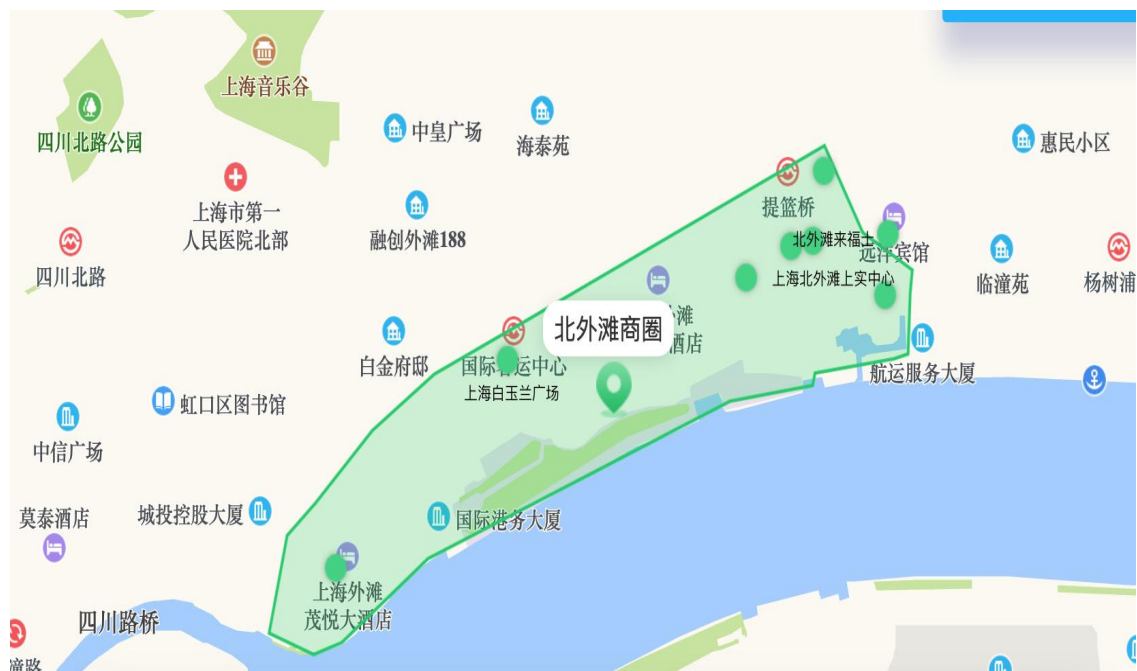 上海音乐谷
四川北路公园
中皇广场
海泰苑
惠民小区
上海市第一
人民医院北部
提篮桥
融创外滩188
北外滩来福士
远洋宾馆
四川北路
上海北外滩上实中心
临潼苑
杨树浦
滩
酒店
北外滩商圈
白金府邸
国际客运中心
航运服务大厦
上海白玉兰广场
虹口区图书馆
中信广场
莫泰酒店
城投控股大厦
国际港务大厦
上海外滩
茂悦大酒店
四川路桥
潼路